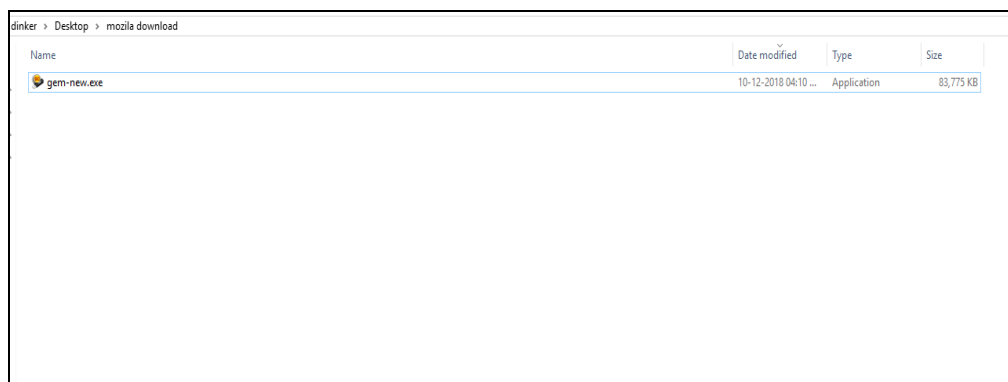 dinker > Desktop > mozila download
Name Date modified Type Size
gem-new.exe 10-12-2018 04:10 ... Application 83,775 KB